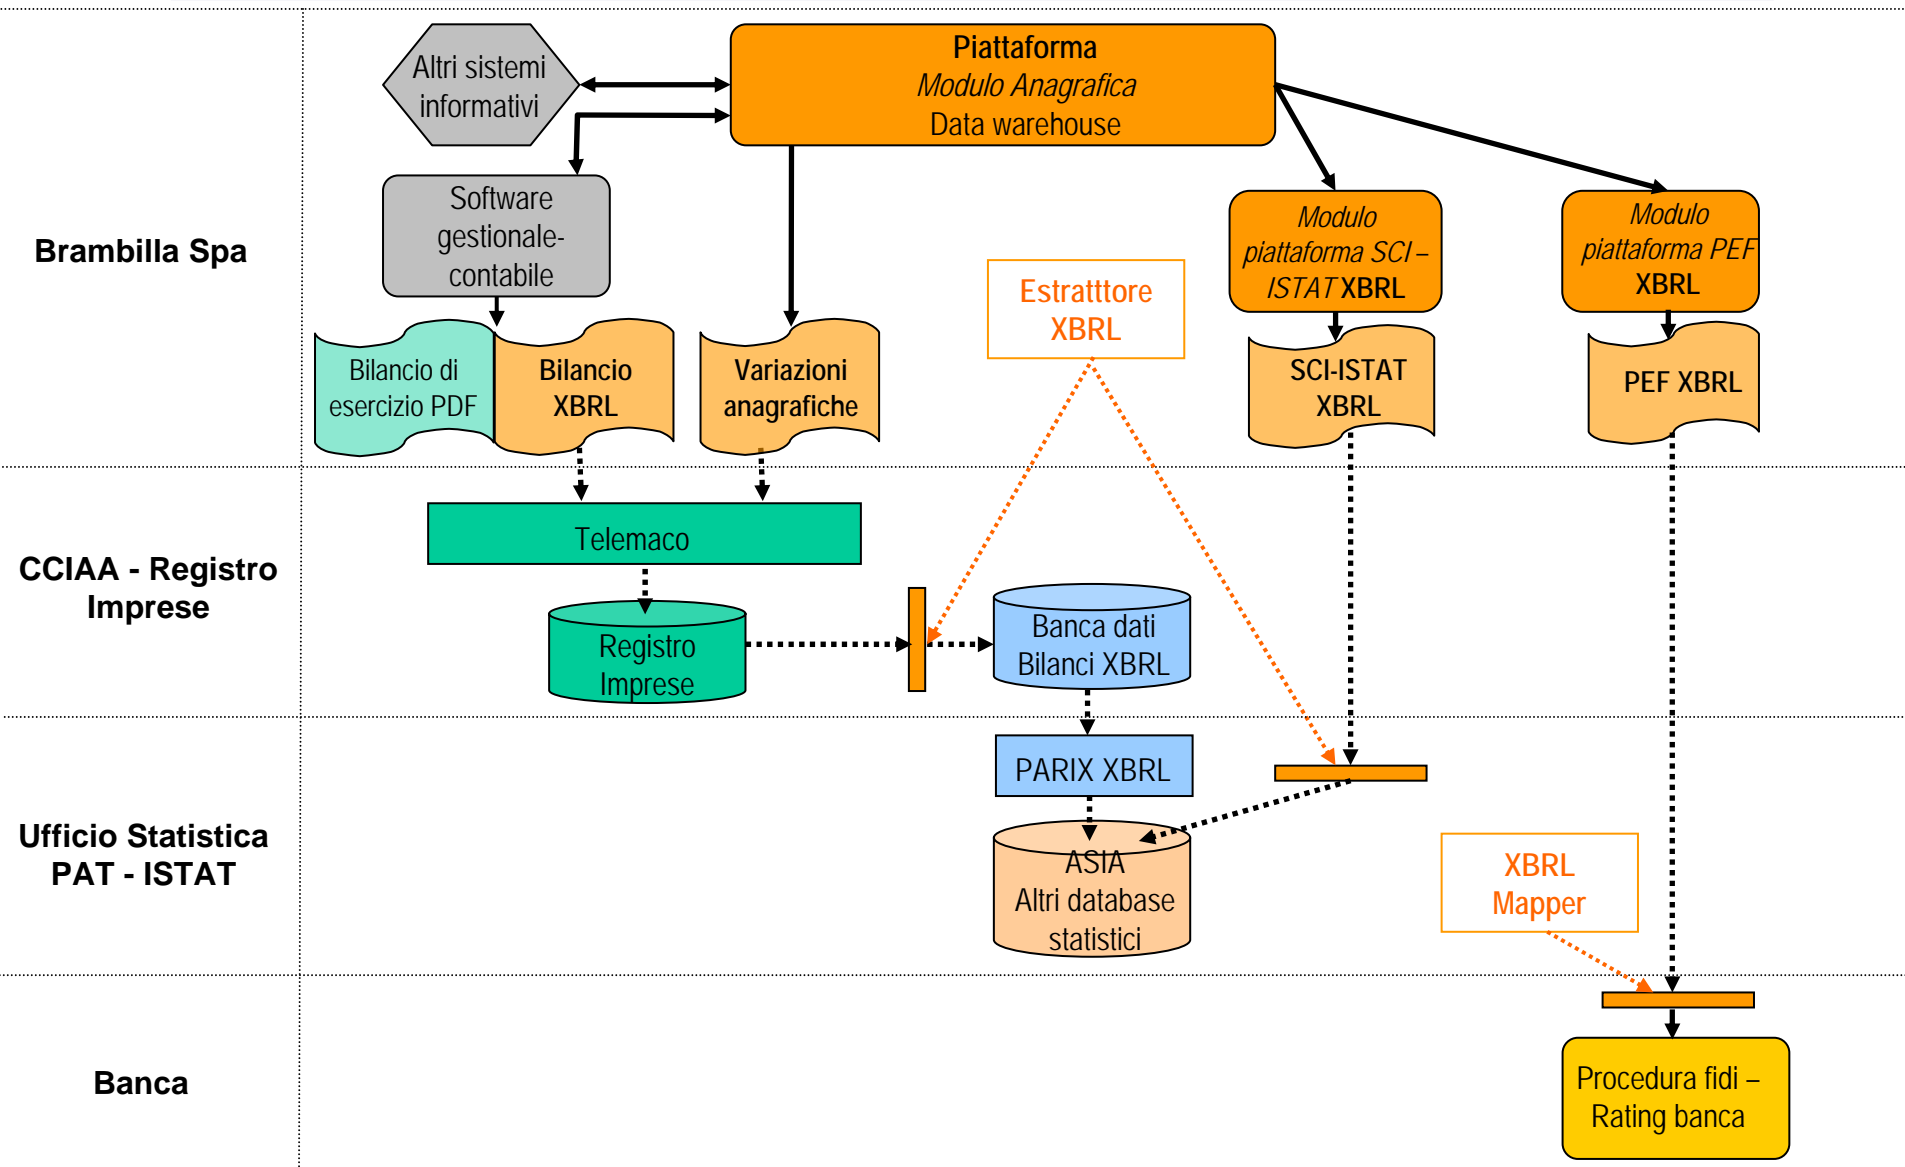 Brambilla Spa
Altri sistemi
informativi
Piattaforma
Modulo Anagrafica
Data warehouse
Software
gestionale-
contabile
Modulo
piattaforma SCI –
ISTAT XBRL
Modulo
piattaforma PEF
XBRL
Estratttore
XBRL
Bilancio di
esercizio PDF
Bilancio
XBRL
Variazioni
anagrafiche
SCI-ISTAT
XBRL
PEF XBRL
CCIAA - Registro
Imprese
Telemaco
Registro
Imprese
Banca dati
Bilanci XBRL
Ufficio Statistica
PAT - ISTAT
PARIX XBRL
ASIA
Altri database
statistici
XBRL
Mapper
Banca
Procedura fidi –
Rating banca